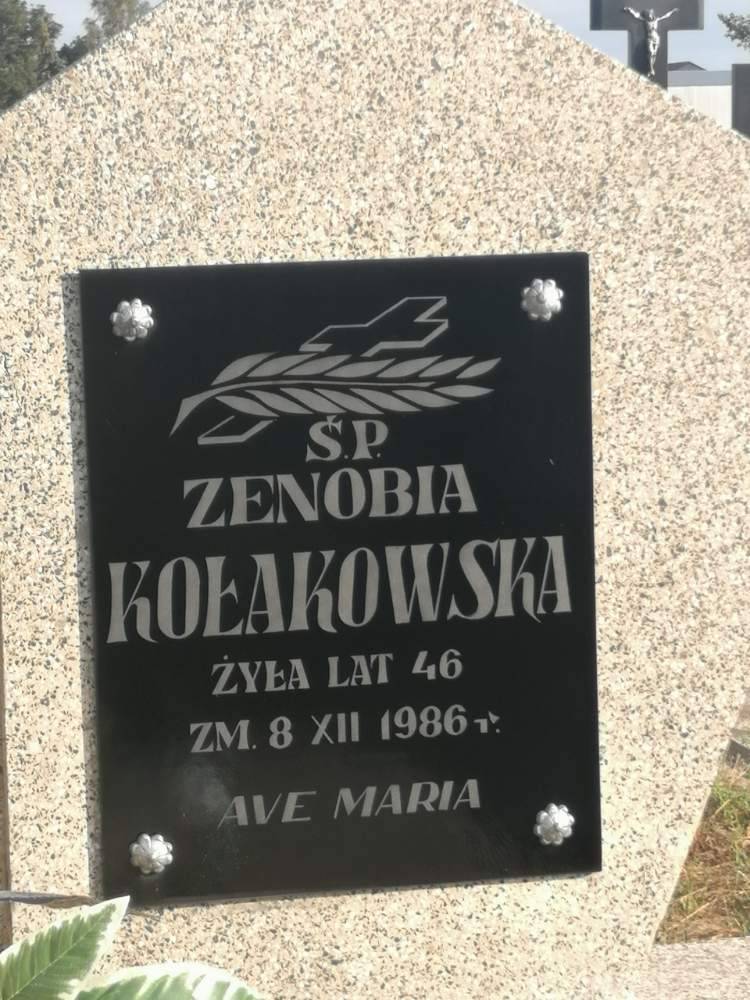 Ś.P.
ZENOBIA
KOŁAKOWSKA
ŻYŁA LAT 46
ZM. 8 XII 1986 r.
AVE MARIA